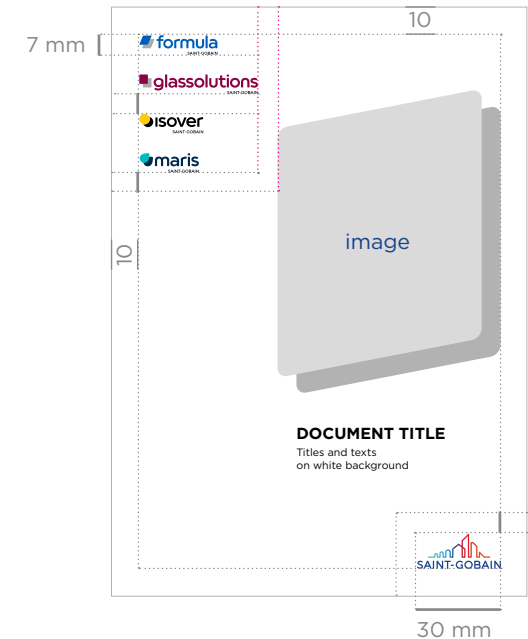 10
7 mm
formula
SAINT-GOBAIN
glassolutions
SAINT-GOBAIN
isover
SAINT-GOBAIN
maris
SAINT-GOBAIN
10
image
DOCUMENT TITLE
Titles and texts
on white background
SAINT-GOBAIN
30 mm